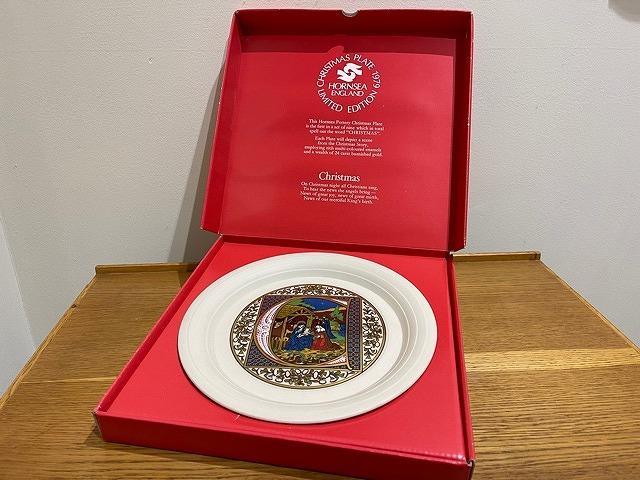 CHRISTMAS PLATE 1979
HORNSEA
ENGLAND
LIMITED EDITION
This Hornsea Pottery Christmas Plate
is the first in a set of nine which in total
spell out the word "CHRISTMAS".
Each Plate will depict a scene
from the Christmas Story,
employing rich multi-coloured enamels
and a wealth of 24 carat burnished gold.
Christmas
On Christmas night all Christians sing,
To hear the news the angels bring —
News of great joy, news of great mirth,
News of our merciful King's birth.
C